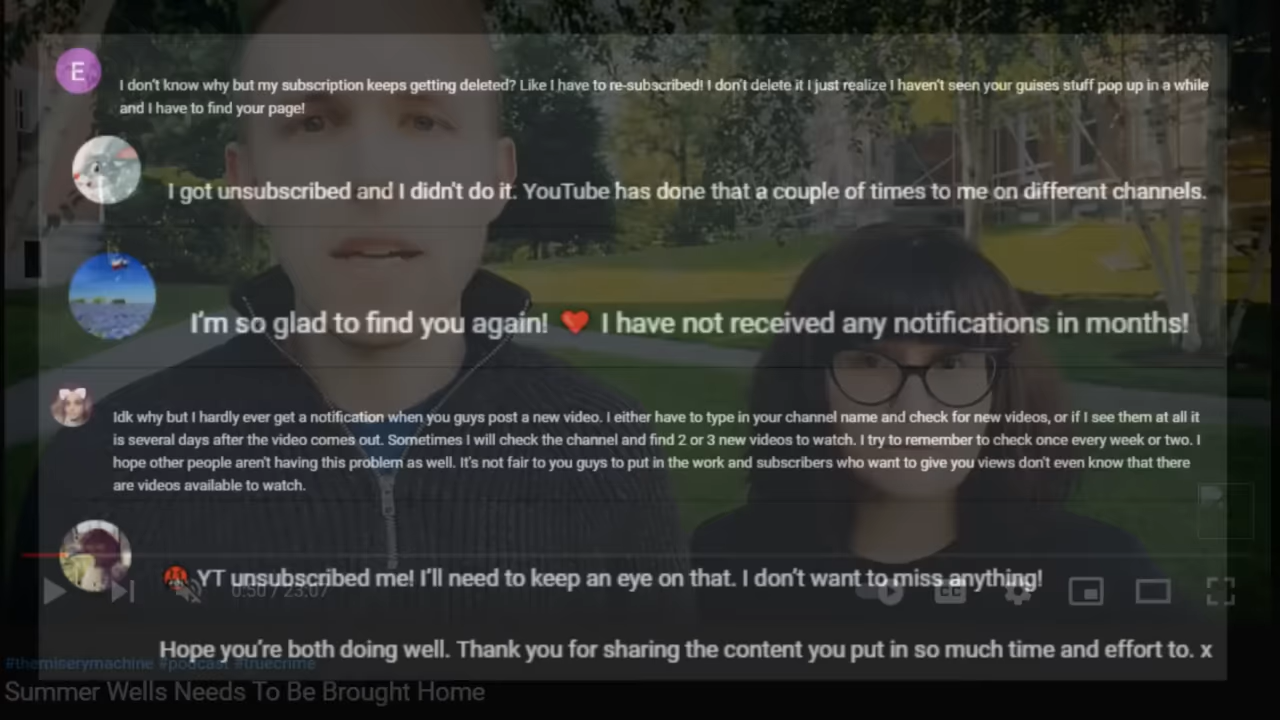 E
I don't know why but my subscription keeps getting deleted? Like I have to re-subscribed! I don't delete it I just realize I haven't seen your guises stuff pop up in a while
and I have to find your page!
I got unsubscribed and I didn't do it. YouTube has done that a couple of times to me on different channels.
I'm so glad to find you again! ❤️ I have not received any notifications in months!
Idk why but I hardly ever get a notification when you guys post a new video. I either have to type in your channel name and check for new videos, or if I see them at all it
is several days after the video comes out. Sometimes I will check the channel and find 2 or 3 new videos to watch. I try to remember to check once every week or two. I
hope other people aren't having this problem as well. It's not fair to you guys to put in the work and subscribers who want to give you views don't even know that there
are videos available to watch.
😡 YT unsubscribed me! I'll need to keep an eye on that. I don't want to miss anything!
0:50 / 23:07
CC
Hope you're both doing well. Thank you for sharing the content you put in so much time and effort to. x
#themiserymachine #podcast #truecrime
Summer Wells Needs To Be Brought Home